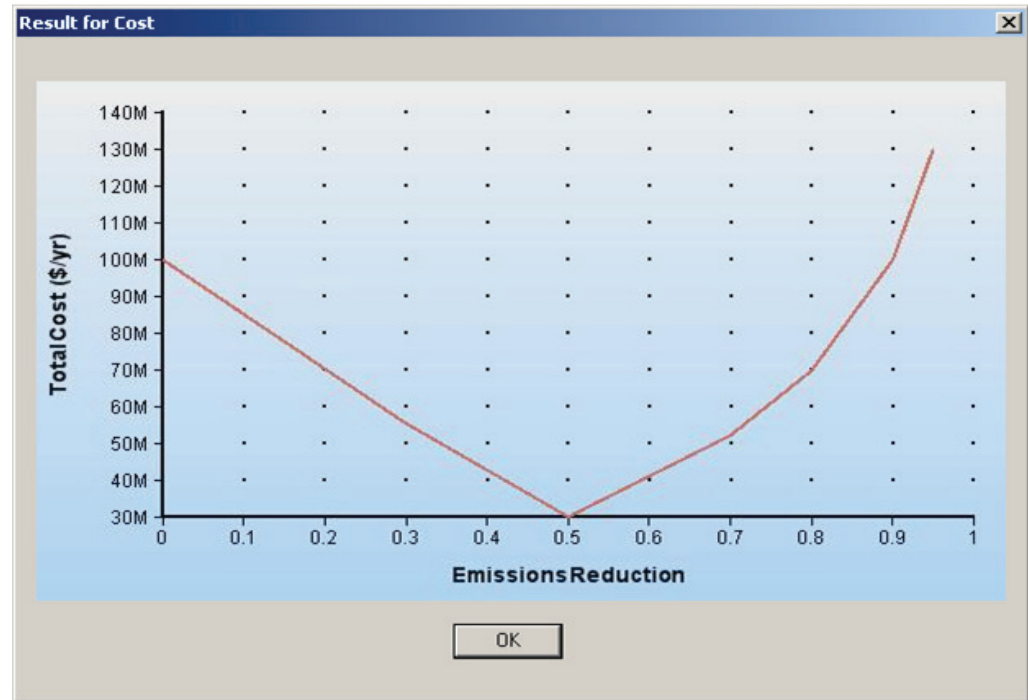 Result for Cost
140M
130M
120M
110M
100M
90M
80M
70M
60M
50M
40M
30M
Total Cost ($/yr)
0 0.1 0.2 0.3 0.4 0.5 0.6 0.7 0.8 0.9 1
Emissions Reduction
OK